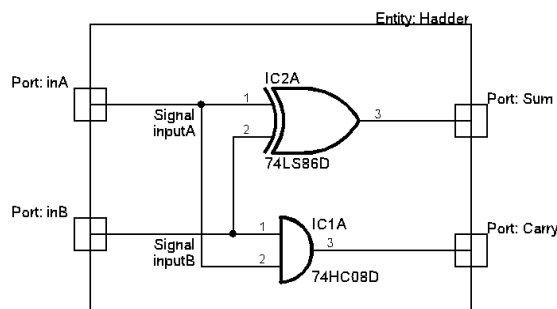 Entity: Hadder
Port: inA
IC2A
Port: Sum
1
Signal
inputA
3
2
74LS86D
Port: inB
IC1A
Port: Carry
1
3
Signal
inputB
2
74HC08D